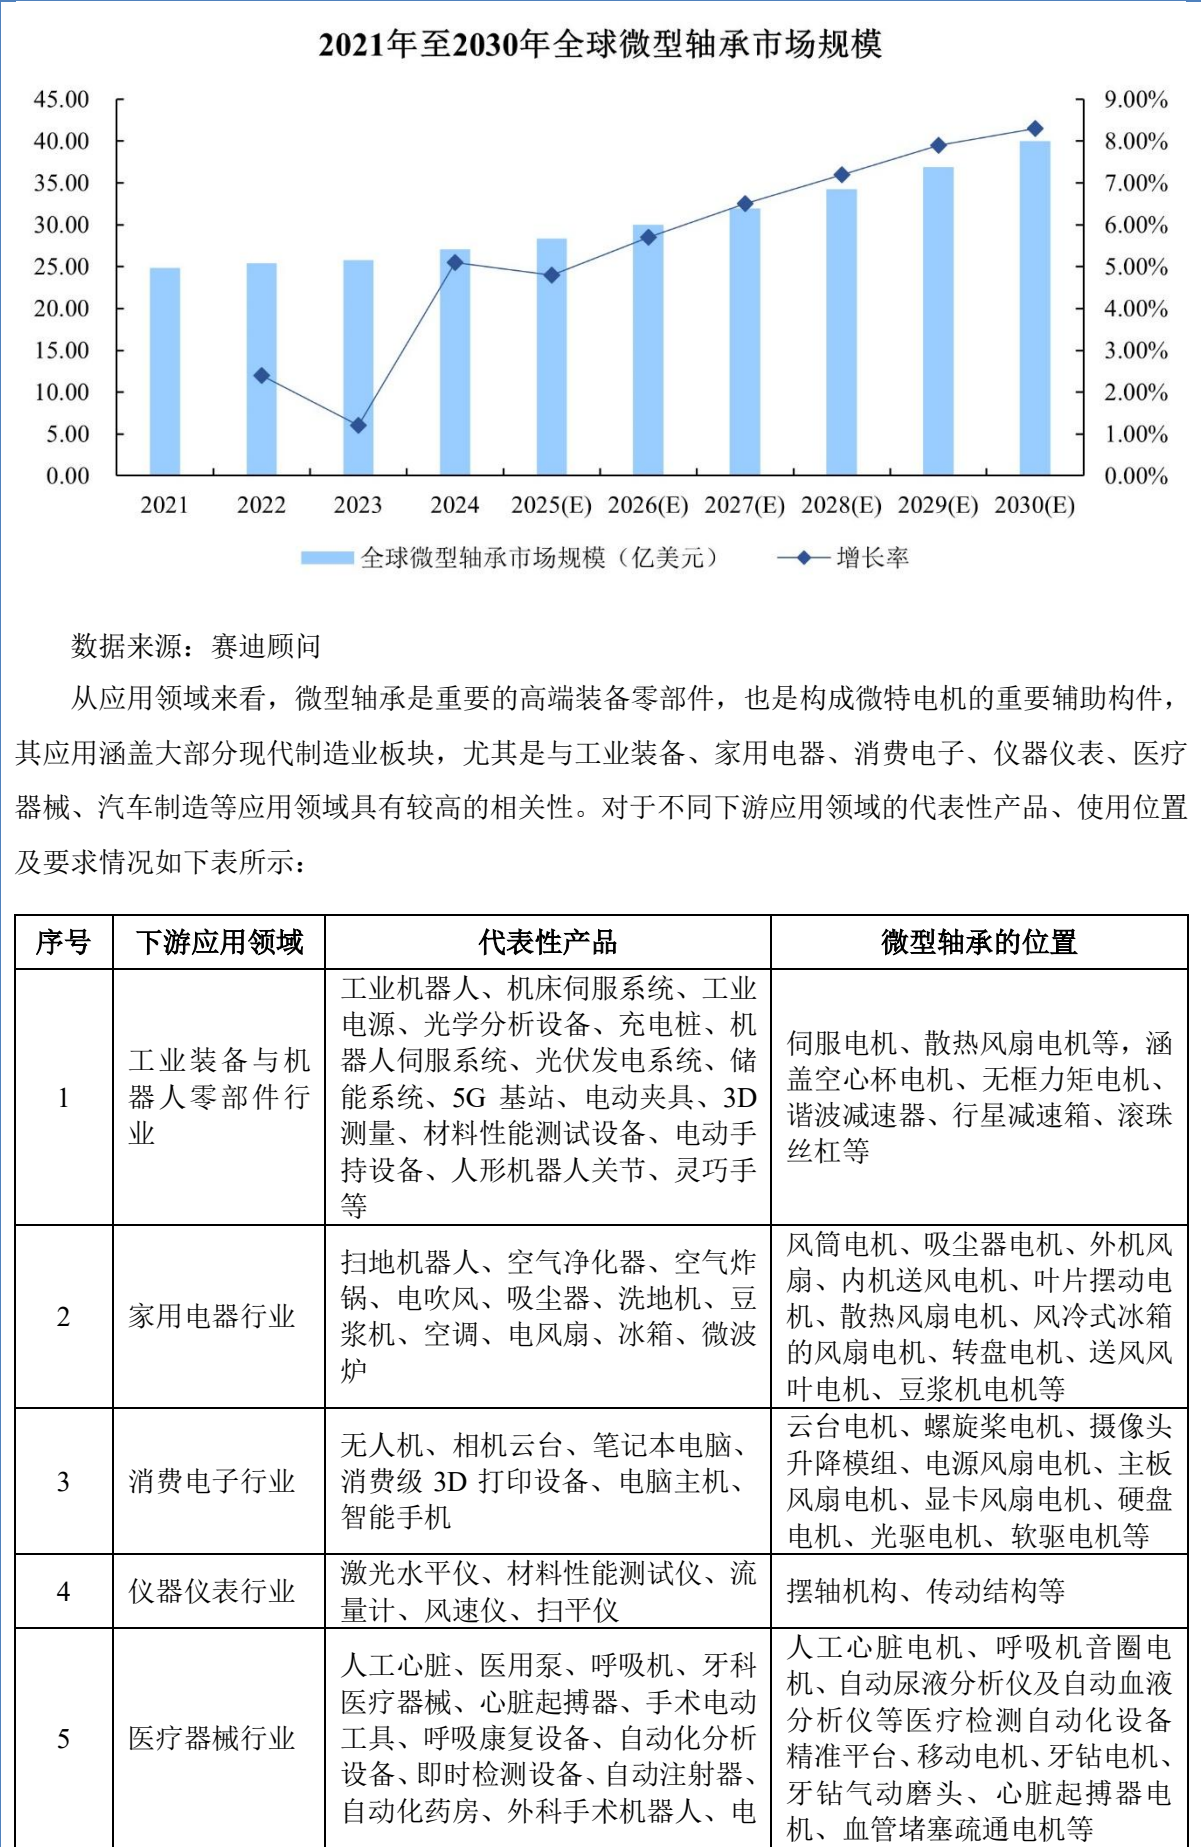 2021年至2030年全球微型轴承市场规模
45.00
40.00
35.00
30.00
25.00
20.00
15.00
10.00
5.00
0.00
9.00%
8.00%
7.00%
6.00%
5.00%
4.00%
3.00%
2.00%
1.00%
0.00%
2021 2022 2023 2024 2025(E) 2026(E) 2027(E) 2028(E) 2029(E) 2030(E)
全球微型轴承市场规模（亿美元） 增长率
数据来源：赛迪顾问
从应用领域来看，微型轴承是重要的高端装备零部件，也是构成微特电机的重要辅助构件，
其应用涵盖大部分现代制造业板块，尤其是与工业装备、家用电器、消费电子、仪器仪表、医疗
器械、汽车制造等应用领域具有较高的相关性。对于不同下游应用领域的代表性产品、使用位置
及要求情况如下表所示：
序号 下游应用领域 代表性产品 微型轴承的位置
1
工业装备与机
器人零部件行
业
工业机器人、机床伺服系统、工业
电源、光学分析设备、充电桩、机
器人伺服系统、光伏发电系统、储
能系统、5G 基站、电动夹具、3D
测量、材料性能测试设备、电动手
持设备、人形机器人关节、灵巧手
等
伺服电机、散热风扇电机等，涵
盖空心杯电机、无框力矩电机、
谐波减速器、行星减速箱、滚珠
丝杠等
2
家用电器行业
扫地机器人、空气净化器、空气炸
锅、电吹风、吸尘器、洗地机、豆
浆机、空调、电风扇、冰箱、微波
炉
风筒电机、吸尘器电机、外机风
扇、内机送风电机、叶片摆动电
机、散热风扇电机、风冷式冰箱
的风扇电机、转盘电机、送风风
叶电机、豆浆机电机等
3
消费电子行业
无人机、相机云台、笔记本电脑、
消费级 3D 打印设备、电脑主机、
智能手机
云台电机、螺旋桨电机、摄像头
升降模组、电源风扇电机、主板
风扇电机、显卡风扇电机、硬盘
电机、光驱电机、软驱电机等
4
仪器仪表行业
激光水平仪、材料性能测试仪、流
量计、风速仪、扫平仪
摆轴机构、传动结构等
5
医疗器械行业
人工心脏、医用泵、呼吸机、牙科
医疗器械、心脏起搏器、手术电动
工具、呼吸康复设备、自动化分析
设备、即时检测设备、自动注射器、
自动化药房、外科手术机器人、电
人工心脏电机、呼吸机音圈电
机、自动尿液分析仪及自动血液
分析仪等医疗检测自动化设备
精准平台、移动电机、牙钻电机、
牙钻气动磨头、心脏起搏器电
机、血管堵塞疏通电机等